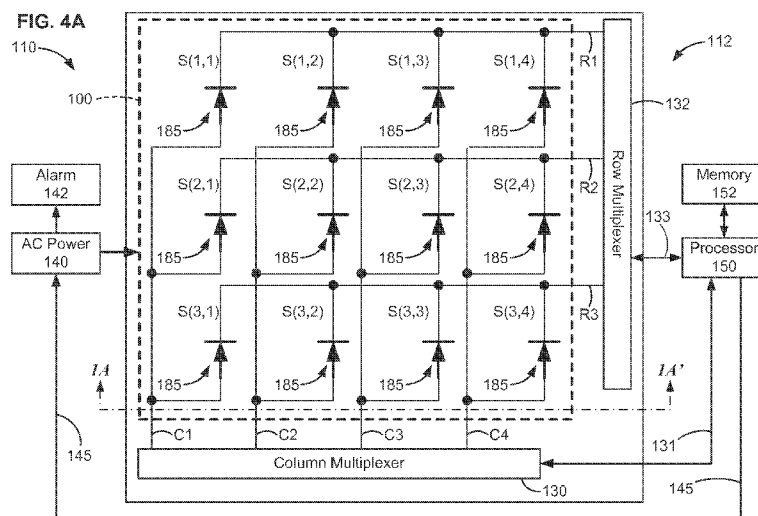 FIG. 4A
110
112
S(1,1) S(1,2) S(1,3) S(1,4) R1
100
132
185 185 185 185
Row Multiplexer
Alarm
142
S(2,1) S(2,2) S(2,3) S(2,4) R2
Memory
152
133
AC Power
140
185 185 185 185
Processor
150
S(3,1) S(3,2) S(3,3) S(3,4) R3
1A 1A'
185 185 185 185
145 C1 C2 C3 C4 131
Column Multiplexer
130 145